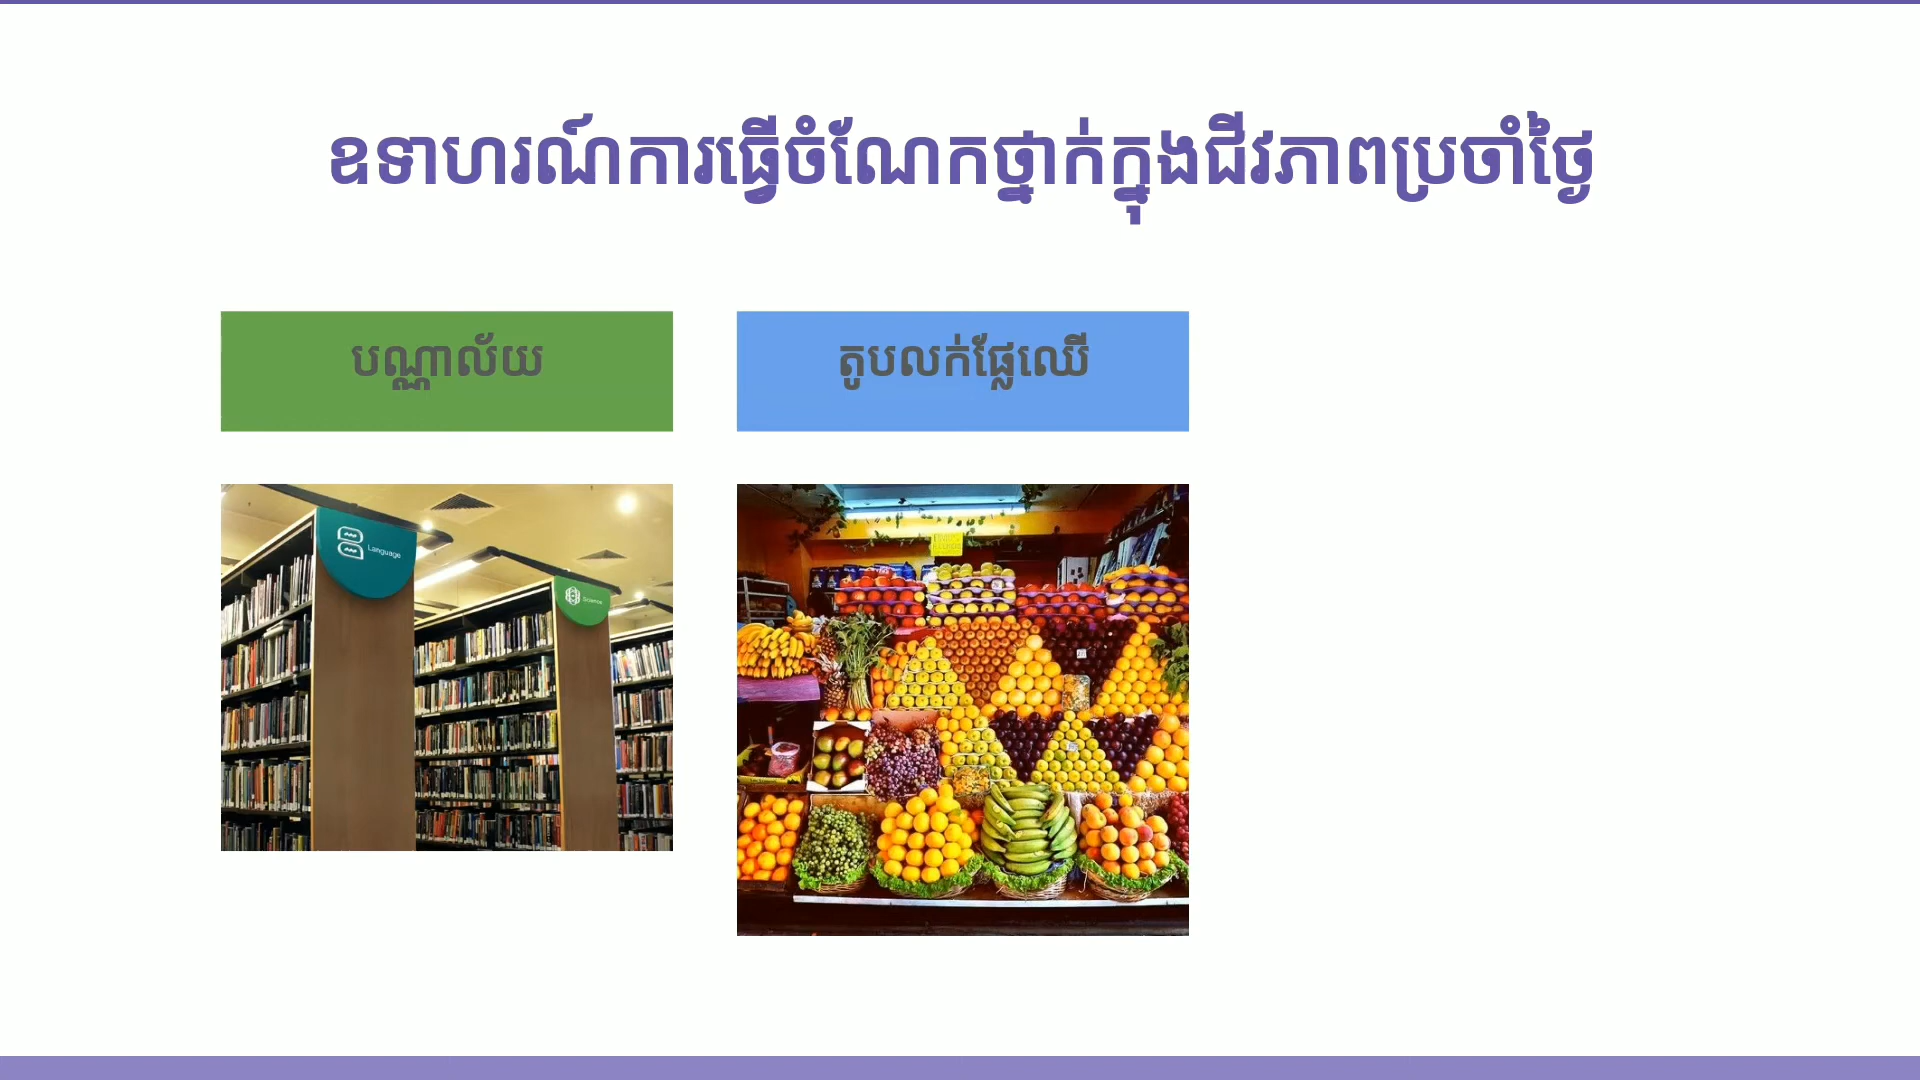 ឧទាហរណ៍ការធ្វើចំណែកថ្នាក់ក្នុងជីវភាពប្រចាំថ្ងៃ
បណ្ណាល័យ
តូបលក់ផ្លែឈើ
Language
Science